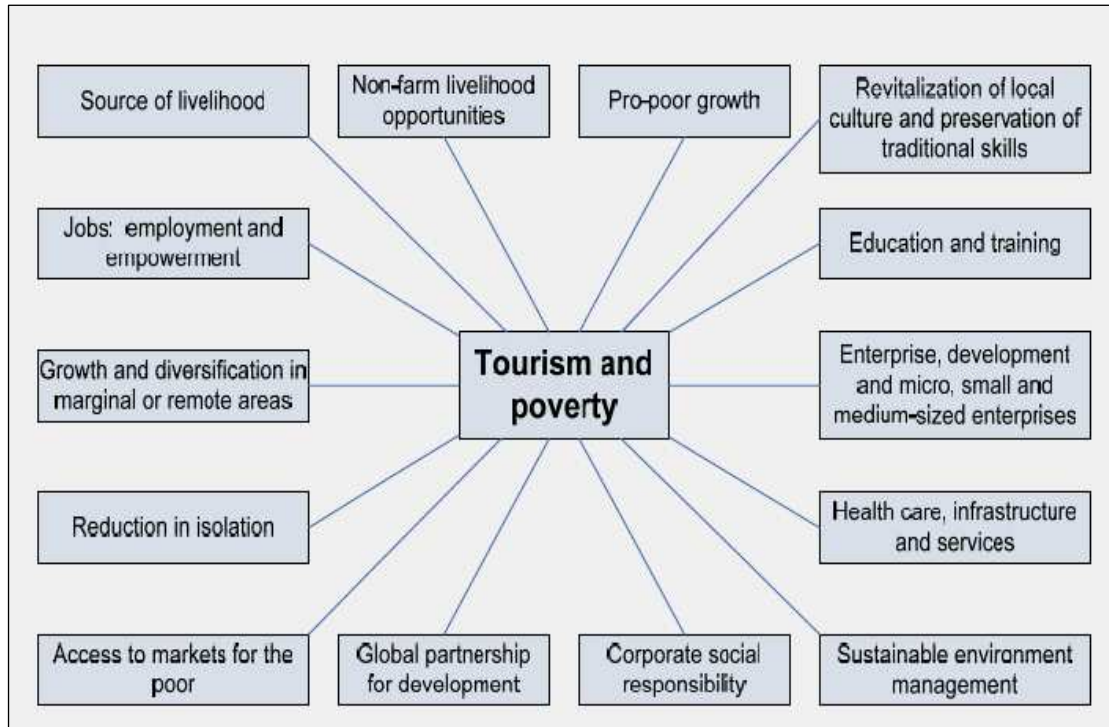 Source of livelihood
Non-farm livelihood
opportunities
Pro-poor growth
Revitalization of local
culture and preservation of
traditional skills
Jobs: employment and
empowerment
Education and training
Tourism and
poverty
Growth and diversification in
marginal or remote areas
Enterprise, development
and micro, small and
medium-sized enterprises
Reduction in isolation
Health care, infrastructure
and services
Access to markets for the
poor
Global partnership
for development
Corporate social
responsibility
Sustainable environment
management